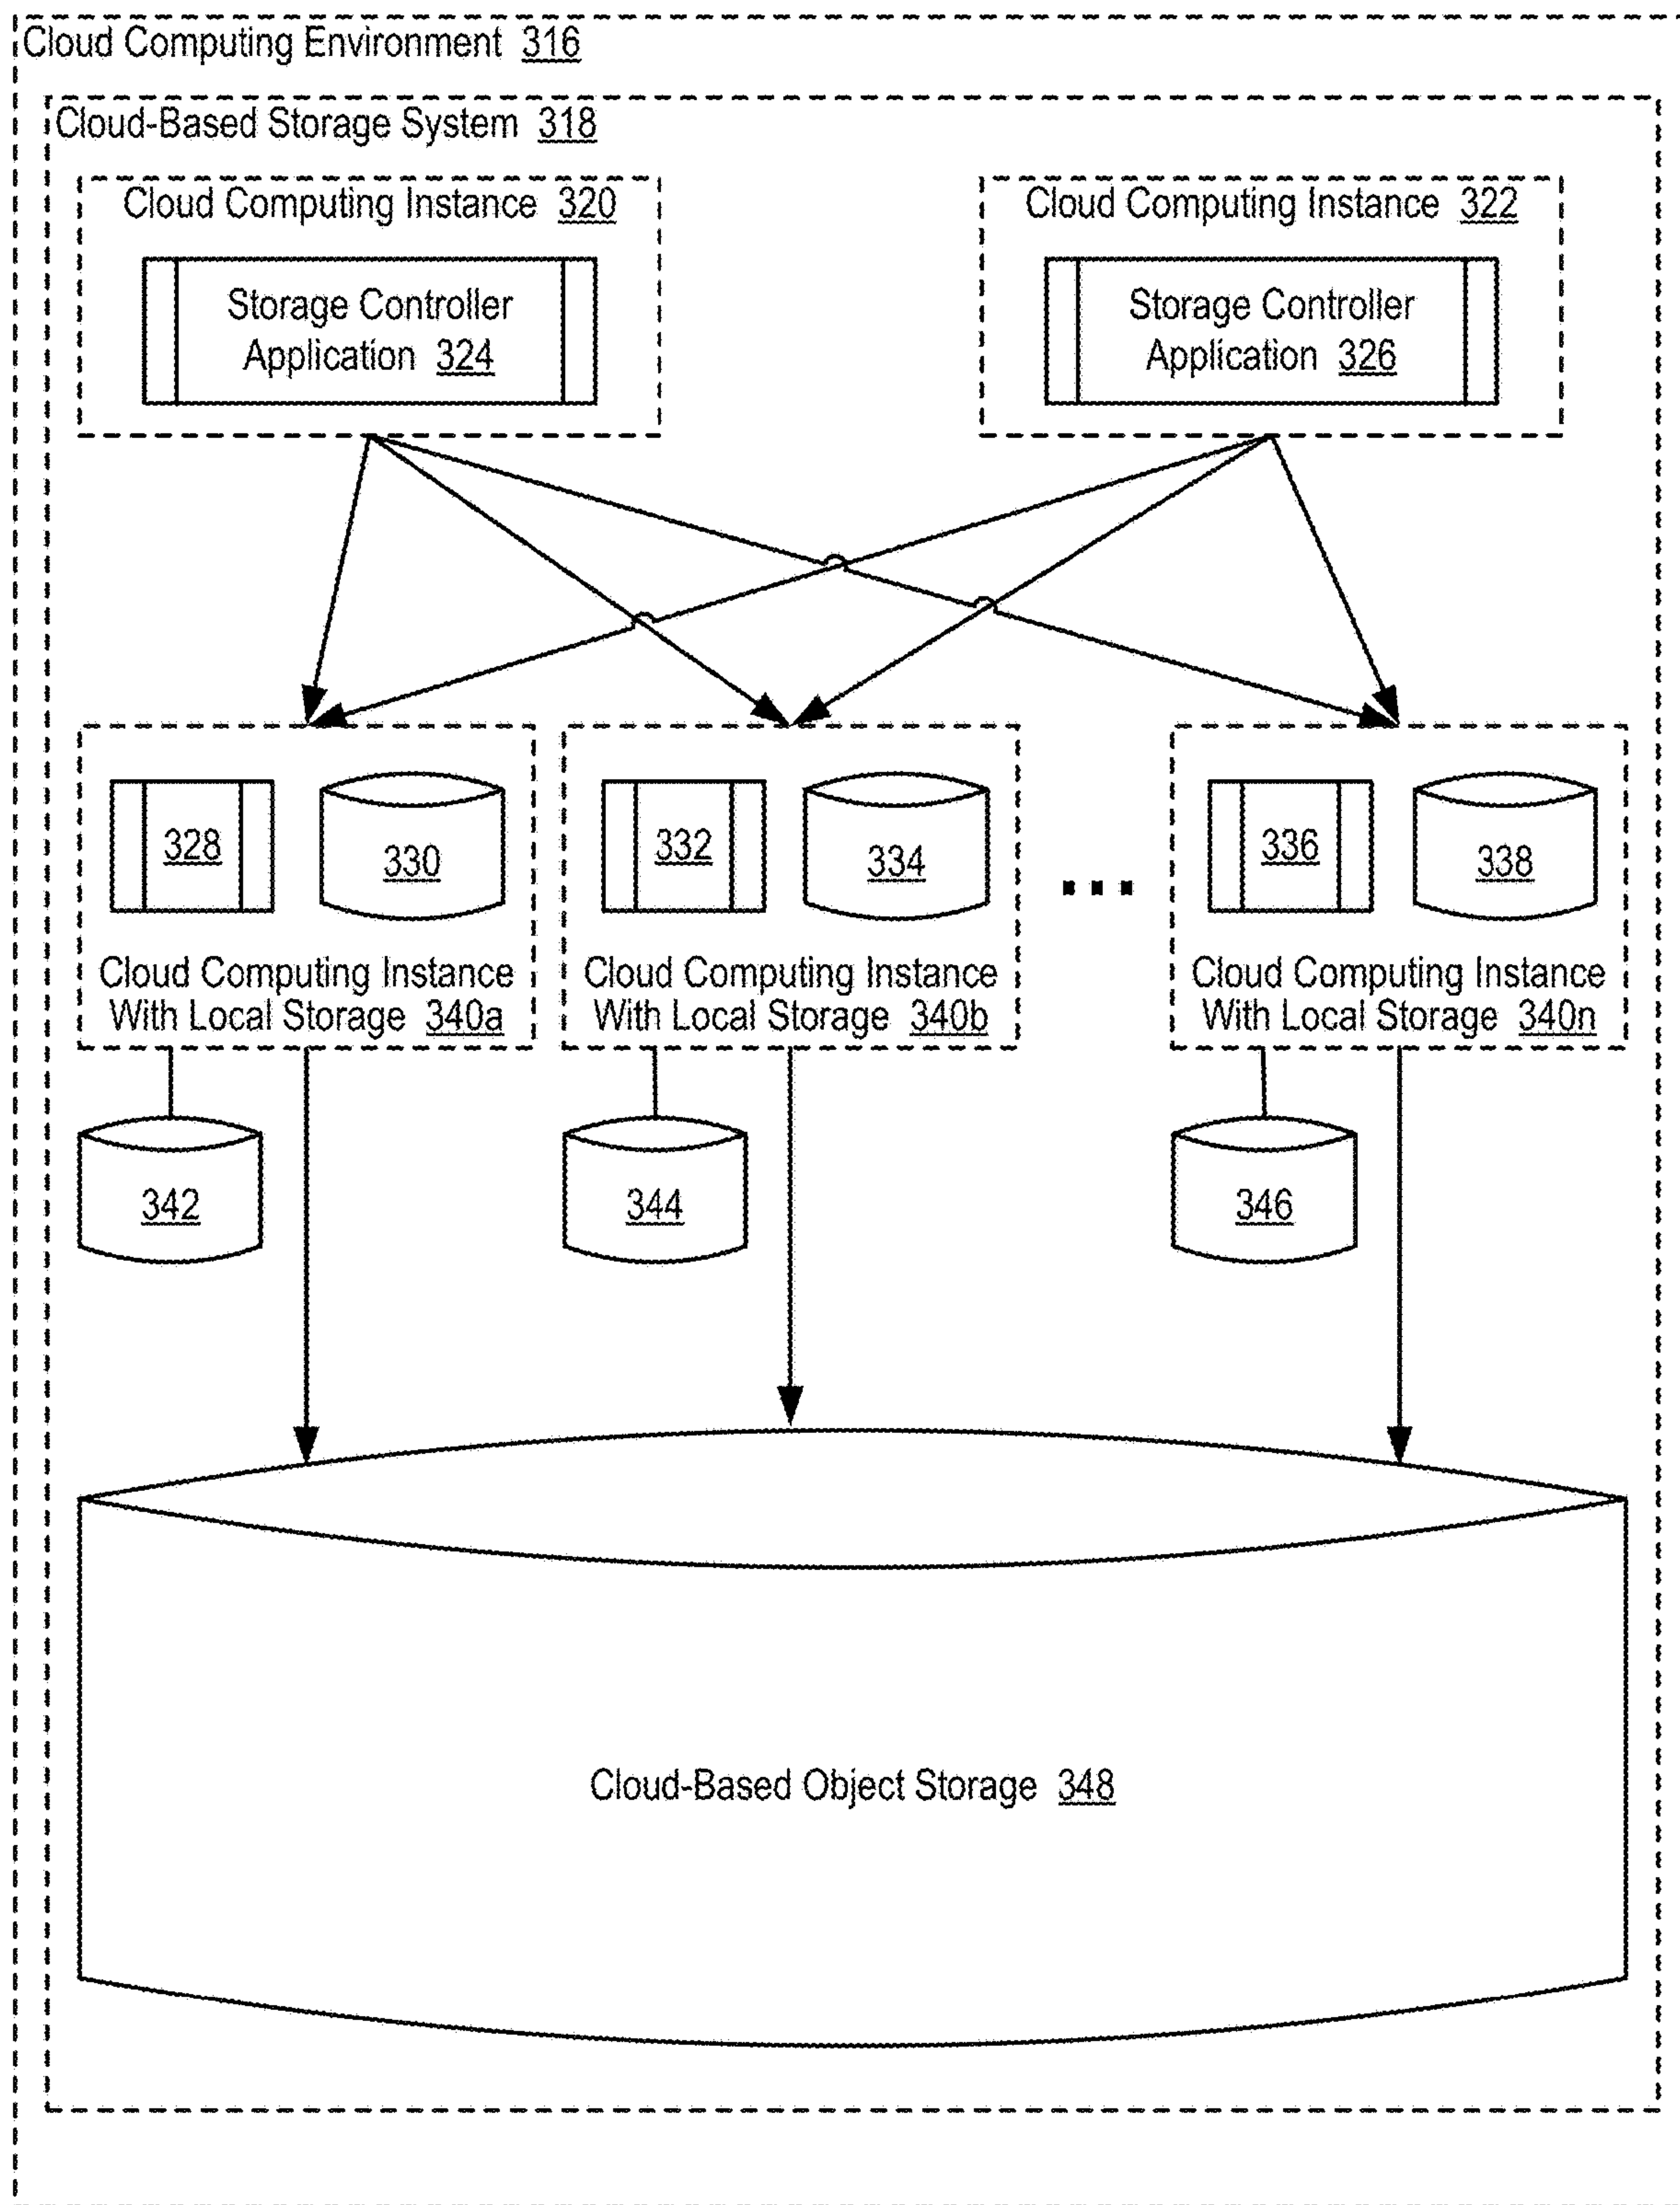 Cloud Computing Environment 316
Cloud-Based Storage System 318
Cloud Computing Instance 320
Storage Controller
Application 324
Cloud Computing Instance 322
Storage Controller
Application 326
328
330
Cloud Computing Instance
With Local Storage 340a
332
334
Cloud Computing Instance
With Local Storage 340b
...
336
338
Cloud Computing Instance
With Local Storage 340n
342
344
346
Cloud-Based Object Storage 348